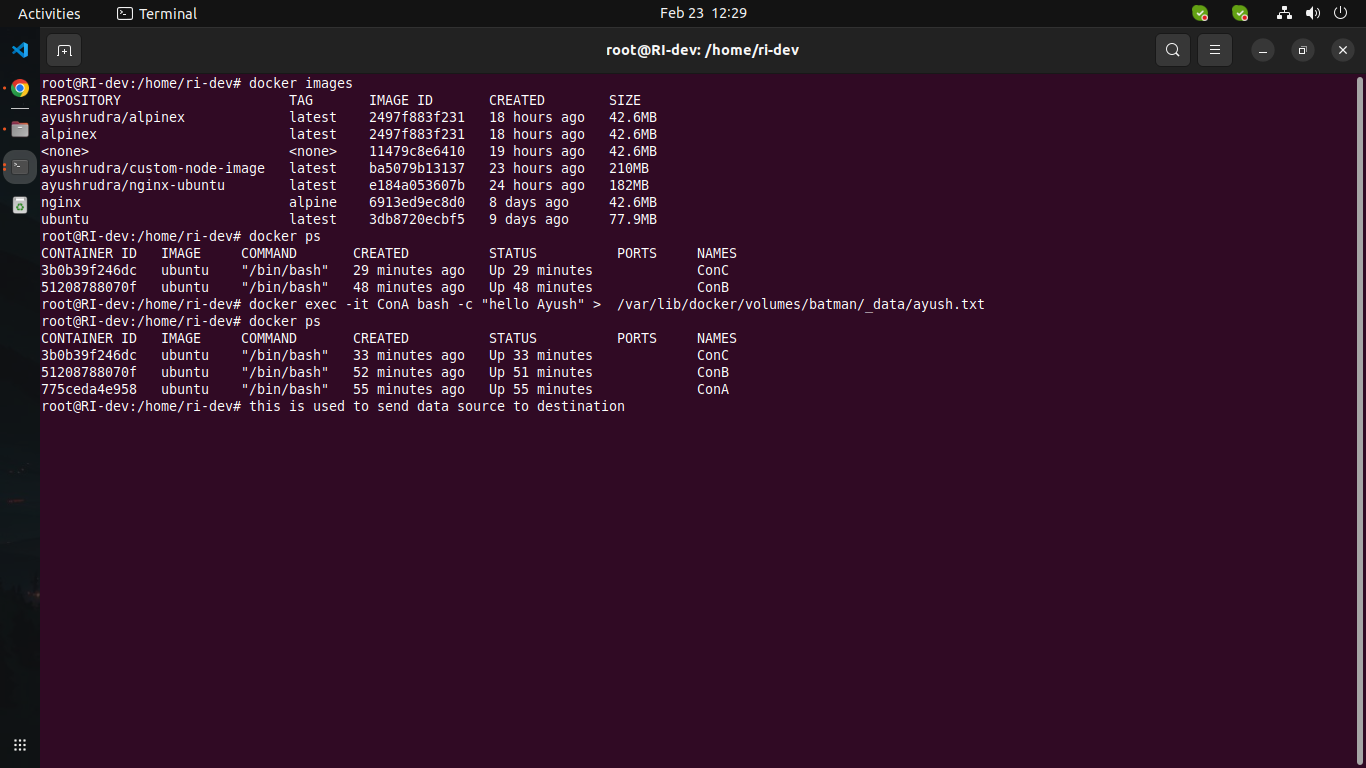 Activities Terminal Feb 23 12:29
root@RI-dev: /home/ri-dev
root@RI-dev:/home/ri-dev# docker images
REPOSITORY TAG IMAGE ID CREATED SIZE
ayushrudra/alpinex latest 2497f883f231 18 hours ago 42.6MB
alpinex latest 2497f883f231 18 hours ago 42.6MB
<none> <none> 11479c8e6410 19 hours ago 42.6MB
ayushrudra/custom-node-image latest ba5079b13137 23 hours ago 210MB
ayushrudra/nginx-ubuntu latest e184a053607b 24 hours ago 182MB
nginx alpine 6913ed9ec8d0 8 days ago 42.6MB
ubuntu latest 3db8720ecbf5 9 days ago 77.9MB
root@RI-dev:/home/ri-dev# docker ps
CONTAINER ID IMAGE COMMAND CREATED STATUS PORTS NAMES
3b0b39f246dc ubuntu "/bin/bash" 29 minutes ago Up 29 minutes ConC
51208788070f ubuntu "/bin/bash" 48 minutes ago Up 48 minutes ConB
root@RI-dev:/home/ri-dev# docker exec -it ConA bash -c "hello Ayush" > /var/lib/docker/volumes/batman/_data/ayush.txt
root@RI-dev:/home/ri-dev# docker ps
CONTAINER ID IMAGE COMMAND CREATED STATUS PORTS NAMES
3b0b39f246dc ubuntu "/bin/bash" 33 minutes ago Up 33 minutes ConC
51208788070f ubuntu "/bin/bash" 52 minutes ago Up 51 minutes ConB
775ceda4e958 ubuntu "/bin/bash" 55 minutes ago Up 55 minutes ConA
root@RI-dev:/home/ri-dev# this is used to send data source to destination